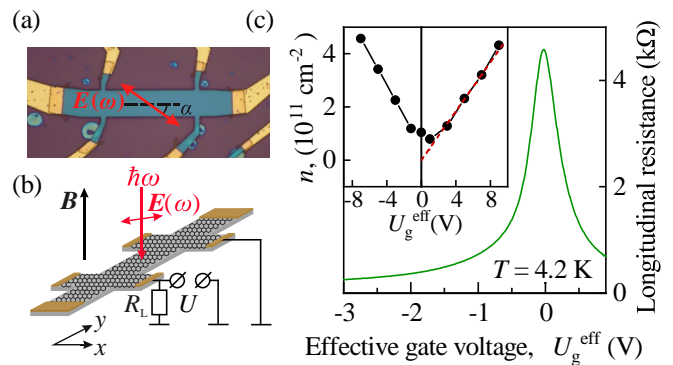 (a)
E(ω)
α
(b)
B
ħω
E(ω)
R_L
U
y
x
(c)
n, (10^11 cm^-2)
4
2
0
-8
-4
0
4
8
U_g^eff (V)
T = 4.2 K
4
2
0
Longitudinal resistance (kΩ)
-3
-2
-1
0
Effective gate voltage, U_g^eff (V)